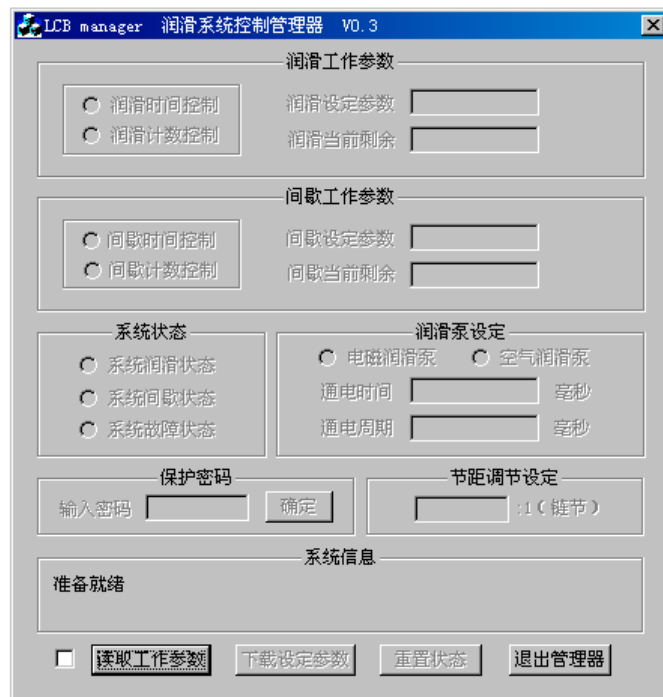 LCB manager 润滑系统控制管理器 V0.3
润滑工作参数
润滑时间控制 润滑设定参数
润滑计数控制 润滑当前剩余
间歇工作参数
间歇时间控制 间歇设定参数
间歇计数控制 间歇当前剩余
系统状态 润滑泵设定
系统润滑状态 电磁润滑泵 空气润滑泵
系统间歇状态 通电时间 毫秒
系统故障状态 通电周期 毫秒
保护密码 节距调节设定
输入密码 确定 :1(链节)
系统信息
准备就绪
读取工作参数 下载设定参数 重置状态 退出管理器